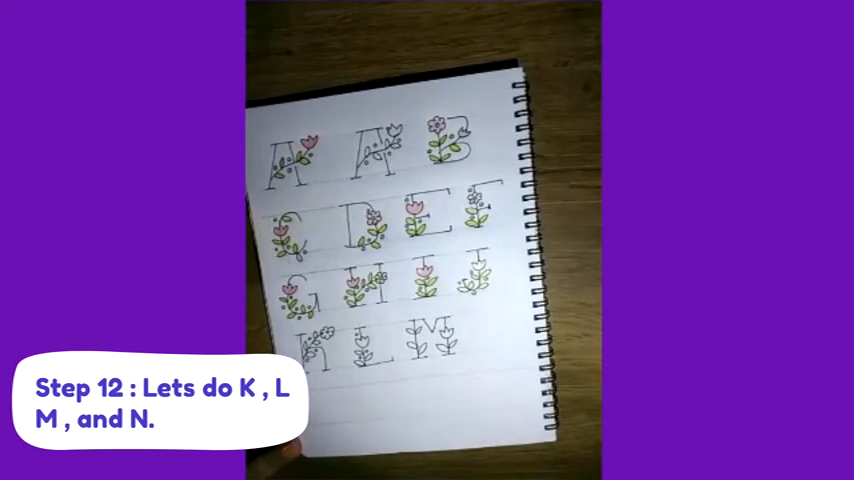 A A B
C D E F
G H I J
K L M
Step 12 : Lets do K , L
M , and N.